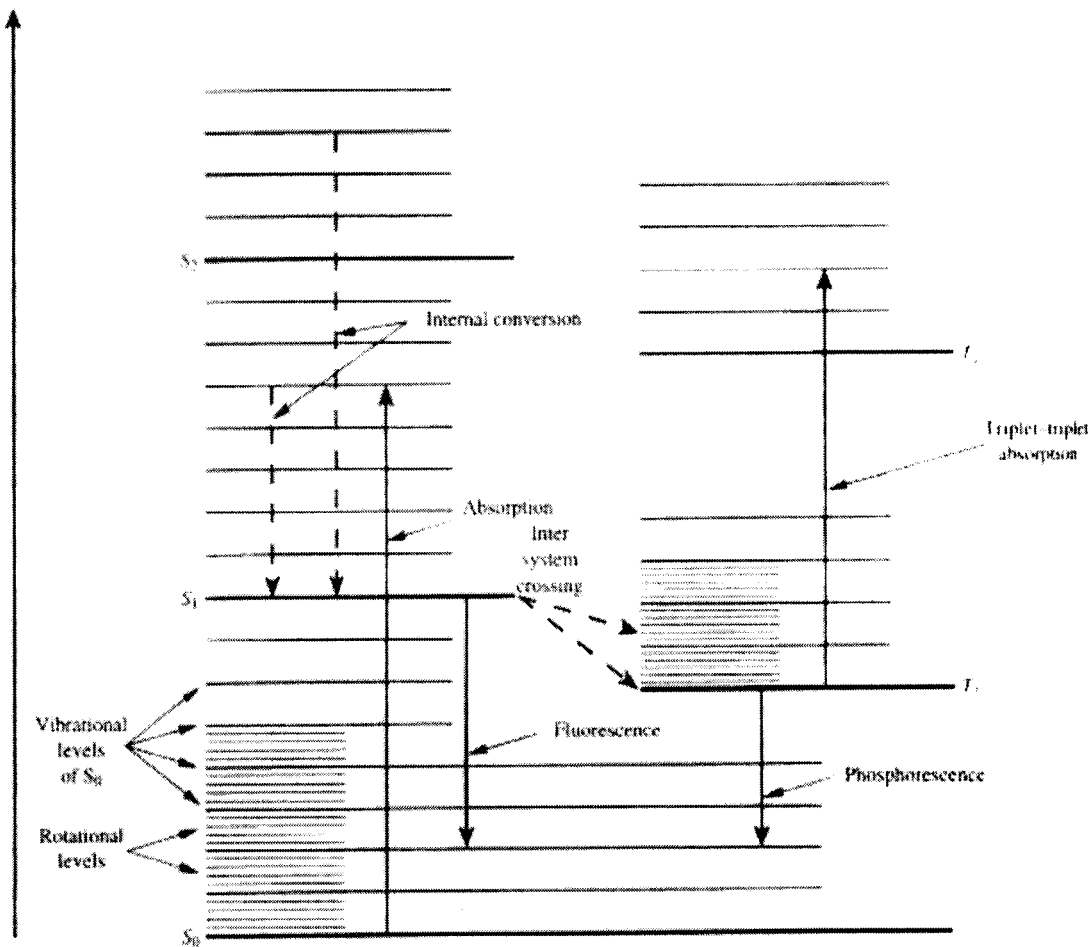 S2
Internal conversion
T2
Triplet–triplet
absorption
Absorption
Inter
system
crossing
S1
T1
Vibrational
levels
of S0
Fluorescence
Phosphorescence
Rotational
levels
S0